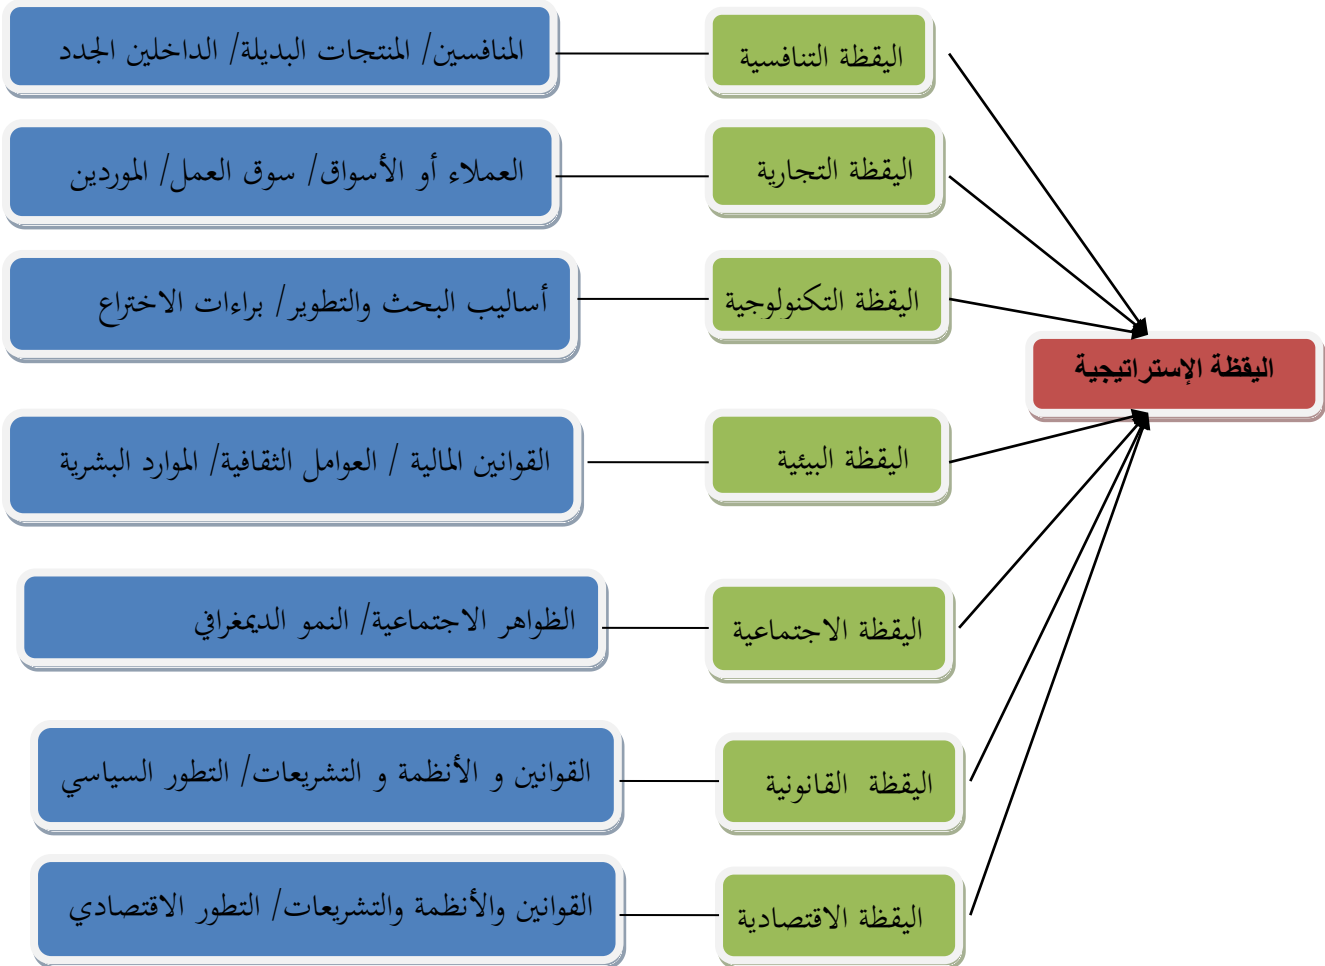 اليقظة التنافسية
المنافسين/ المنتجات البديلة/ الداخلين الجدد
اليقظة التجارية
العملاء أو الأسواق/ سوق العمل/ الموردين
اليقظة التكنولوجية
أساليب البحث والتطوير/ براءات الاختراع
اليقظة الإستراتيجية
اليقظة البيئية
القوانين المالية / العوامل الثقافية/ الموارد البشرية
اليقظة الاجتماعية
الظواهر الاجتماعية/ النمو الديمغرافي
اليقظة القانونية
القوانين و الأنظمة و التشريعات/ التطور السياسي
اليقظة الاقتصادية
القوانين والأنظمة والتشريعات/ التطور الاقتصادي